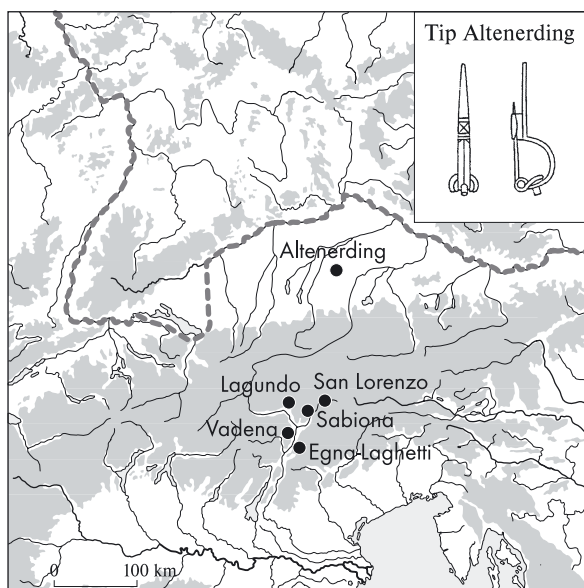 Tip Altenerding
Altenerding
Lagundo
San Lorenzo
Sabiona
Vadena
Egna-Laghetti
0 100 km